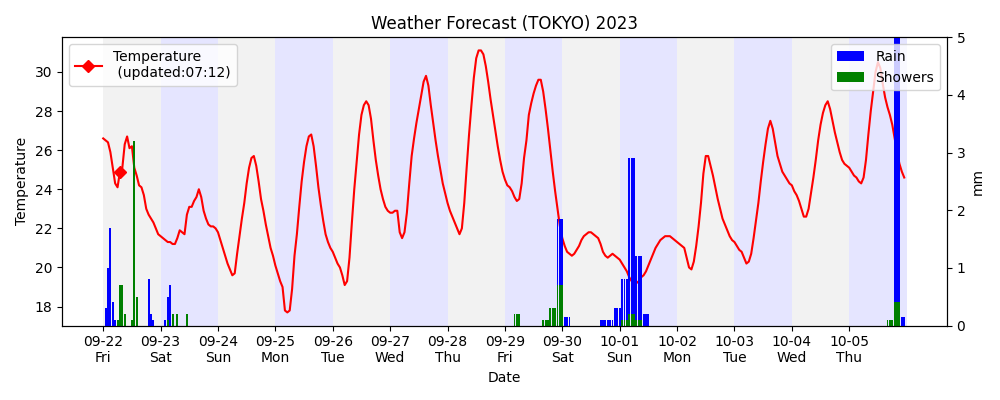 Weather Forecast (TOKYO) 2023
Temperature
(updated:07:12)
Rain
Showers
Temperature
30
28
26
24
22
20
18
5
4
3
2
1
0
mm
09-22 09-23 09-24 09-25 09-26 09-27 09-28 09-29 09-30 10-01 10-02 10-03 10-04 10-05
Fri Sat Sun Mon Tue Wed Thu Fri Sat Sun Mon Tue Wed Thu
Date